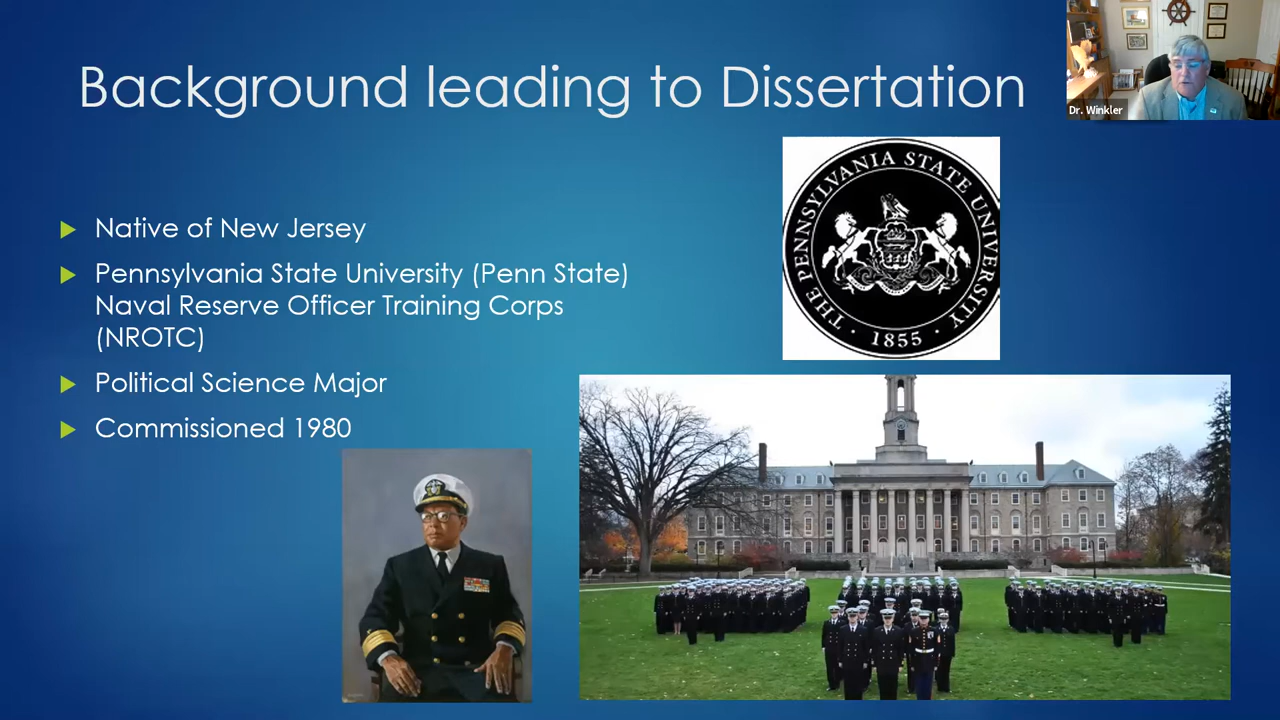 Background leading to Dissertation
Dr. Winkler
Native of New Jersey
Pennsylvania State University (Penn State)
Naval Reserve Officer Training Corps
(NROTC)
Political Science Major
Commissioned 1980
THE PENNSYLVANIA STATE UNIVERSITY
1855